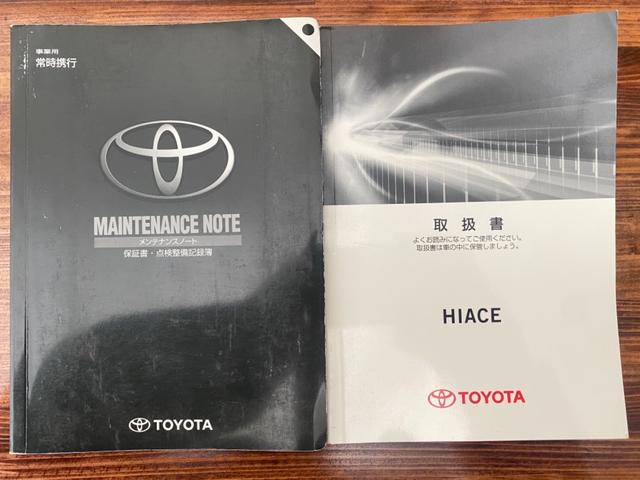 事業用
常時携行
MAINTENANCE NOTE
メンテナンスノート
保証書・点検整備記録簿
TOYOTA
取扱書
よくお読みになってご使用ください。
取扱書は車の中に保管しましょう。
HIACE
TOYOTA